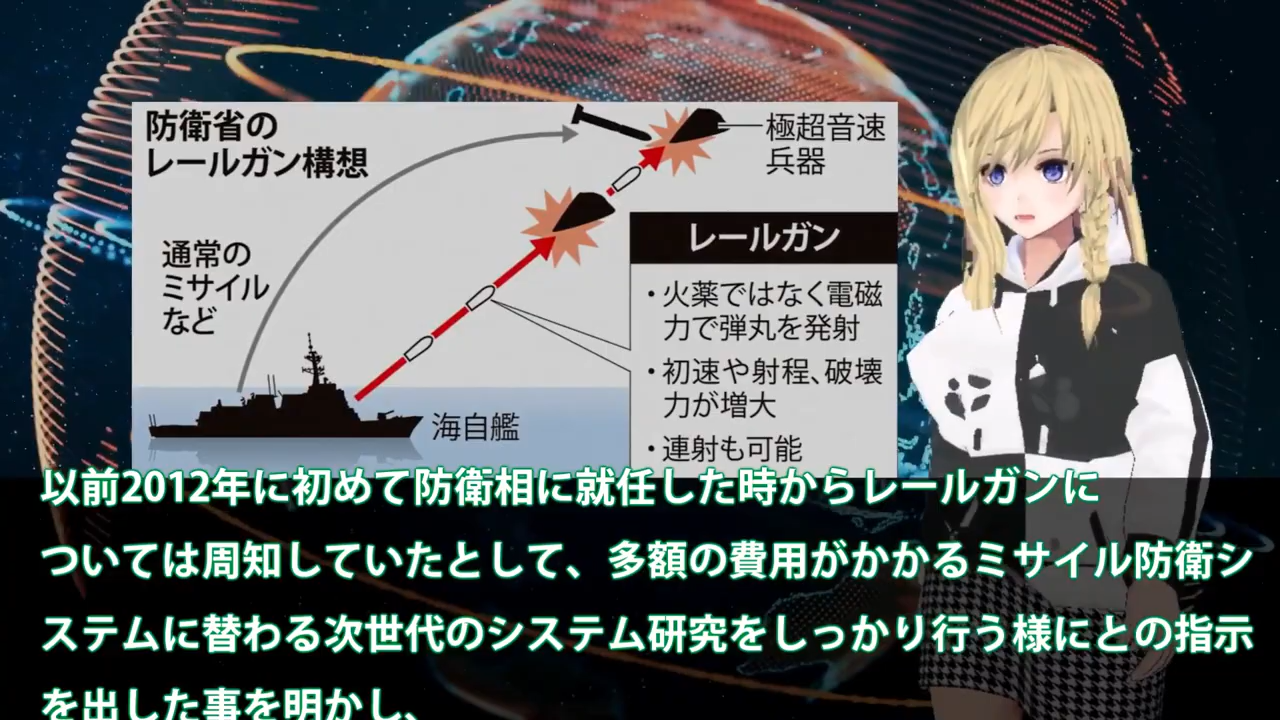 防衛省の
レールガン構想
極超音速
兵器
通常の
ミサイル
など
レールガン
・火薬ではなく電磁
力で弾丸を発射
・初速や射程、破壊
力が増大
・連射も可能
海自艦
以前2012年に初めて防衛相に就任した時からレールガンに
ついては周知していたとして、多額の費用がかかるミサイル防衛シ
ステムに替わる次世代のシステム研究をしっかり行う様にとの指示
を出した事を明かし、